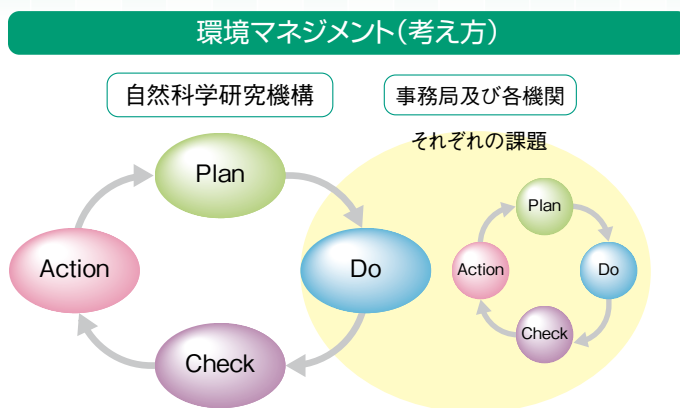 環境マネジメント(考え方)
自然科学研究機構
事務局及び各機関
それぞれの課題
Plan
Do
Check
Action
Plan
Do
Check
Action